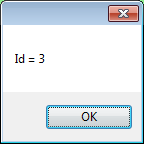 Id = 3
OK